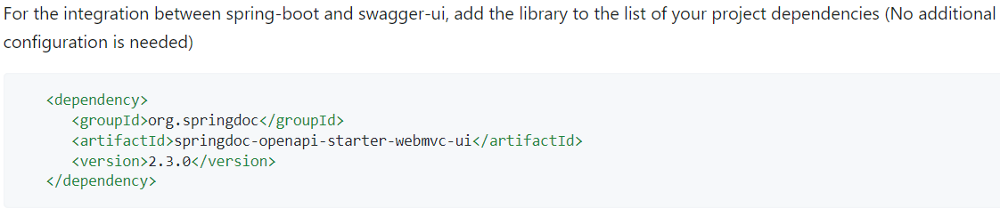 For the integration between spring-boot and swagger-ui, add the library to the list of your project dependencies (No additional
configuration is needed)
<dependency>
<groupId>org.springdoc</groupId>
<artifactId>springdoc-openapi-starter-webmvc-ui</artifactId>
<version>2.3.0</version>
</dependency>